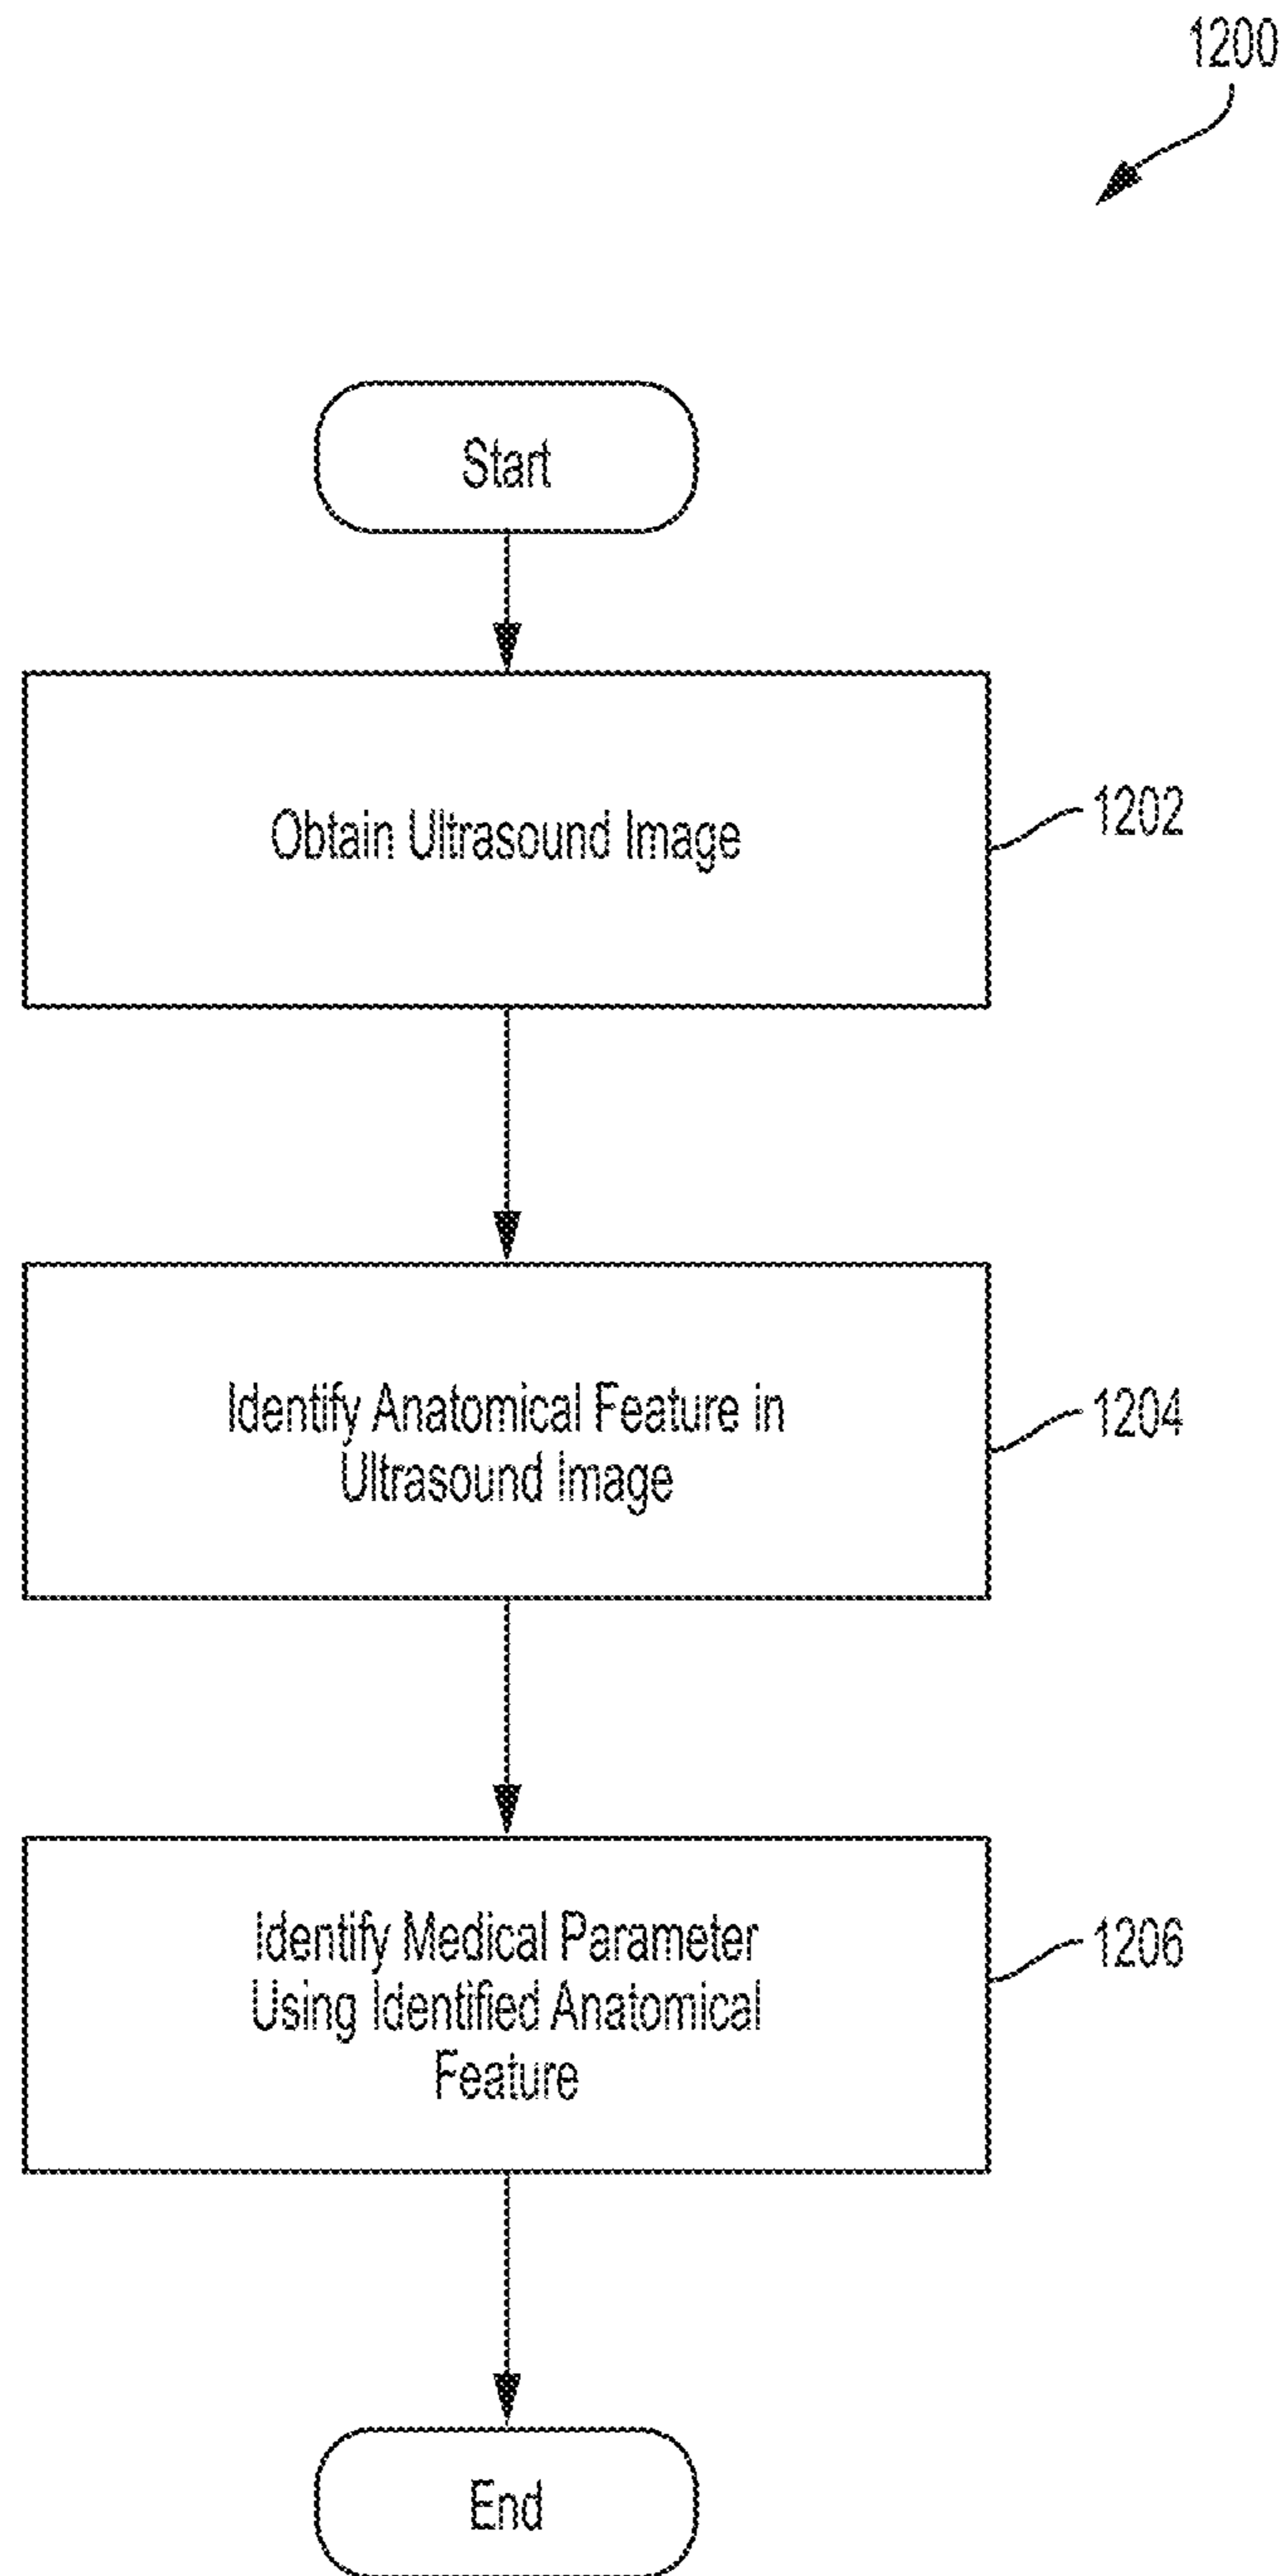 1200
Start
Obtain Ultrasound Image
1202
Identify Anatomical Feature in
Ultrasound Image
1204
Identify Medical Parameter
Using Identified Anatomical
Feature
1206
End